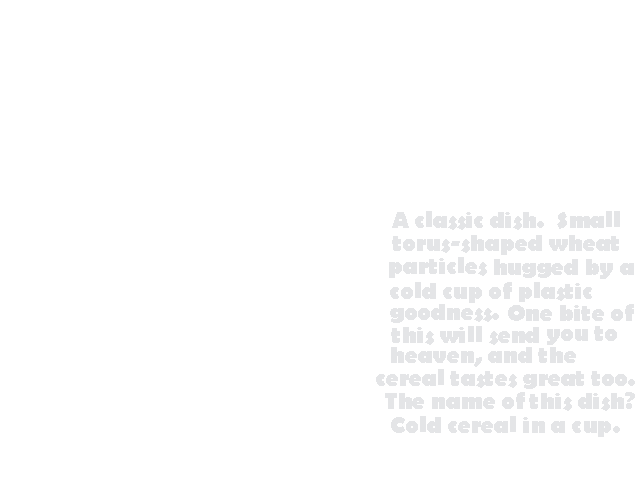 A classic dish.  Small
torus-shaped wheat
particles hugged by a
cold cup of plastic
goodness. One bite of
this will send you to
heaven, and the
cereal tastes great too.
The name of this dish?
Cold cereal in a cup.